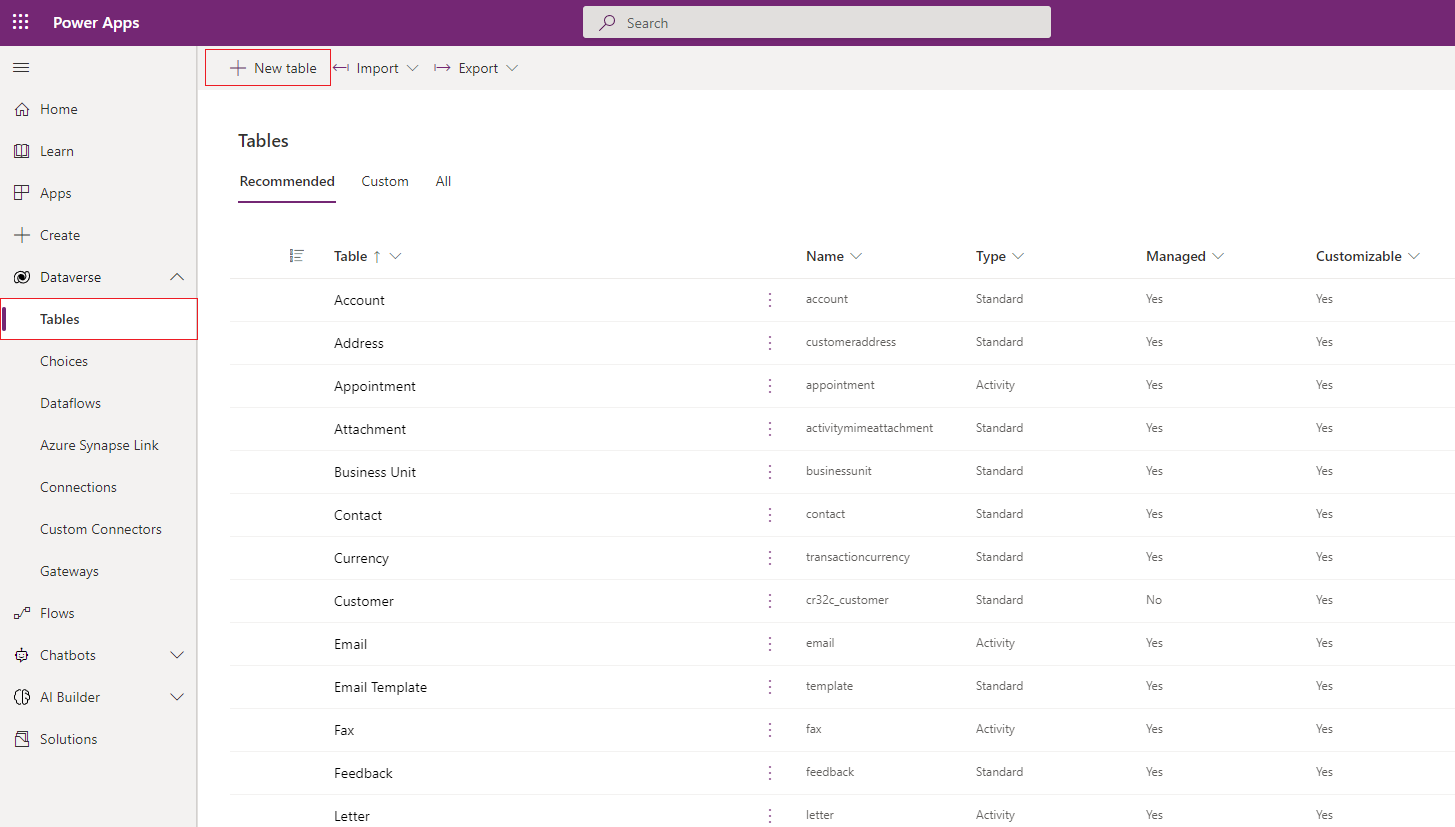 Power Apps
Search
New table Import Export
Home
Learn
Apps
Create
Dataverse
Tables
Choices
Dataflows
Azure Synapse Link
Connections
Custom Connectors
Gateways
Flows
Chatbots
AI Builder
Solutions
Tables
Recommended Custom All
Table ↑ Name Type Managed Customizable
Account account Standard Yes Yes
Address customeraddress Standard Yes Yes
Appointment appointment Activity Yes Yes
Attachment activitymimeattachment Standard Yes Yes
Business Unit businessunit Standard Yes Yes
Contact contact Standard Yes Yes
Currency transactioncurrency Standard Yes Yes
Customer cr32c_customer Standard No Yes
Email email Activity Yes Yes
Email Template template Standard Yes Yes
Fax fax Activity Yes Yes
Feedback feedback Standard Yes Yes
Letter letter Activity Yes Yes